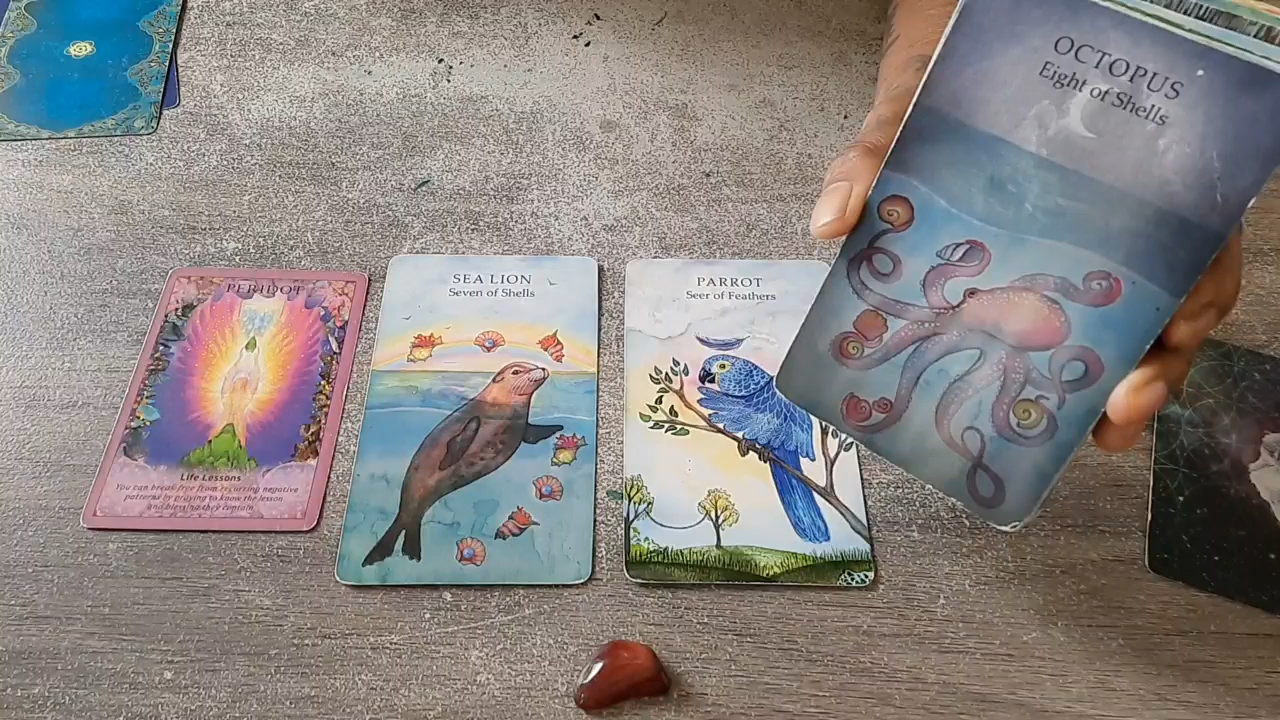 PERIDOT
Life Lessons
You can break free from recurring negative
patterns by praying to know the lesson
and blessing they contain.
SEA LION
Seven of Shells
PARROT
Seer of Feathers
OCTOPUS
Eight of Shells